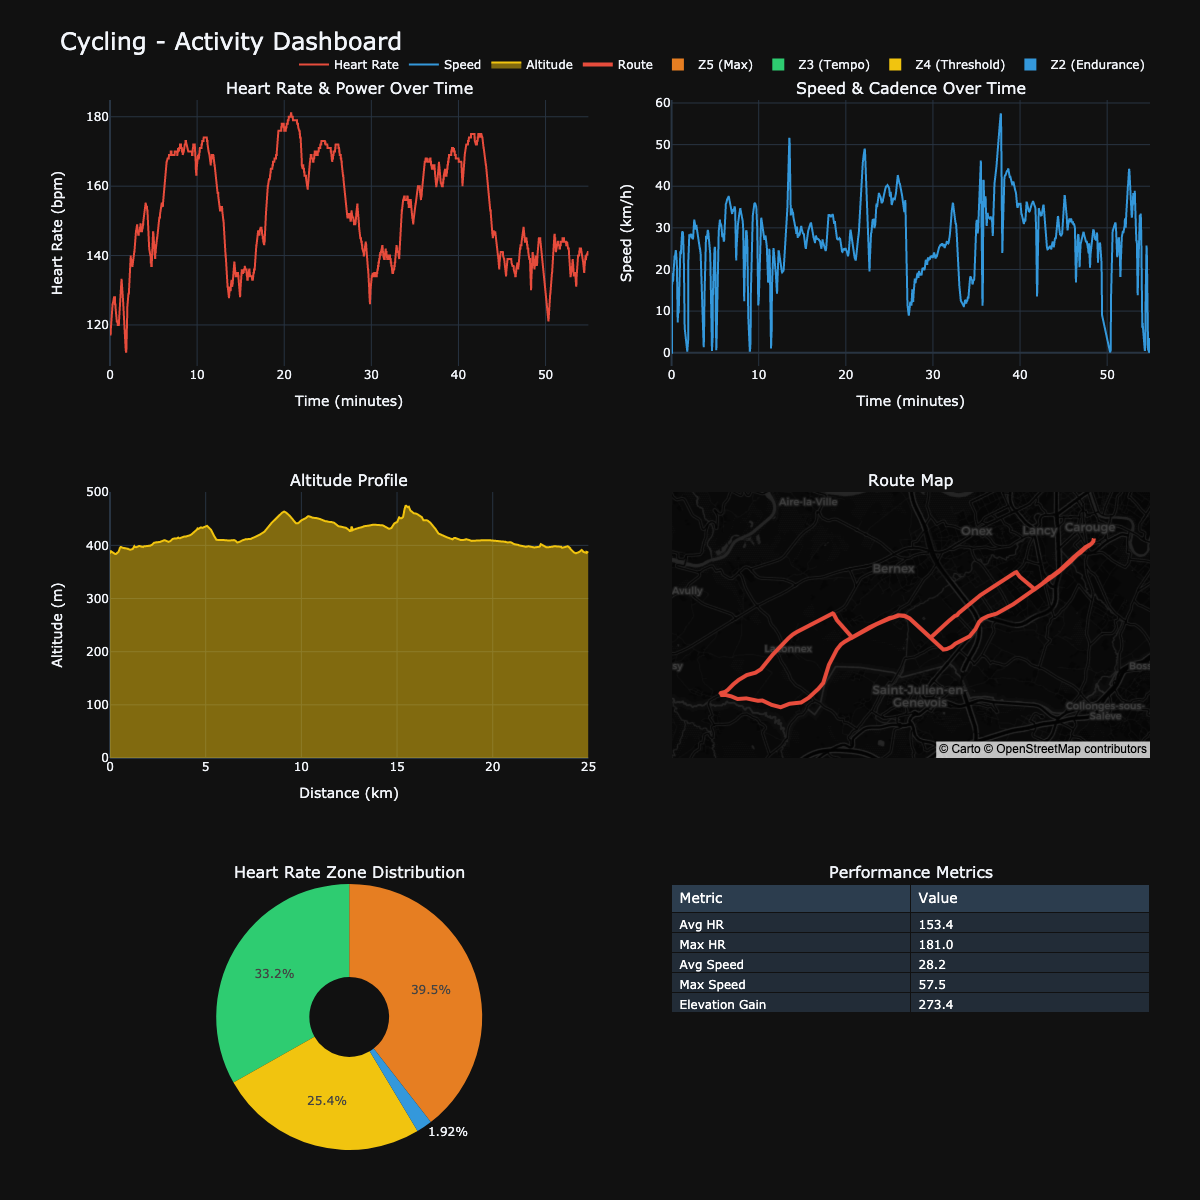 Cycling - Activity Dashboard
Heart Rate Speed Altitude Route Z5 (Max) Z3 (Tempo) Z4 (Threshold) Z2 (Endurance)
Heart Rate & Power Over Time
180
160
140
120
Heart Rate (bpm)
0 10 20 30 40 50
Time (minutes)
Speed & Cadence Over Time
60
50
40
30
20
10
0
Speed (km/h)
0 10 20 30 40 50
Time (minutes)
Altitude Profile
500
400
300
200
100
0
Altitude (m)
0 5 10 15 20 25
Distance (km)
Route Map
Aire-la-Ville
Onex Lancy Carouge
Bernex
Avully
Saint-Julien-en-
Genevois
Collonges-sous-
Salève
© Carto © OpenStreetMap contributors
Heart Rate Zone Distribution
33.2%
39.5%
25.4%
1.92%
Performance Metrics
Metric Value
Avg HR 153.4
Max HR 181.0
Avg Speed 28.2
Max Speed 57.5
Elevation Gain 273.4